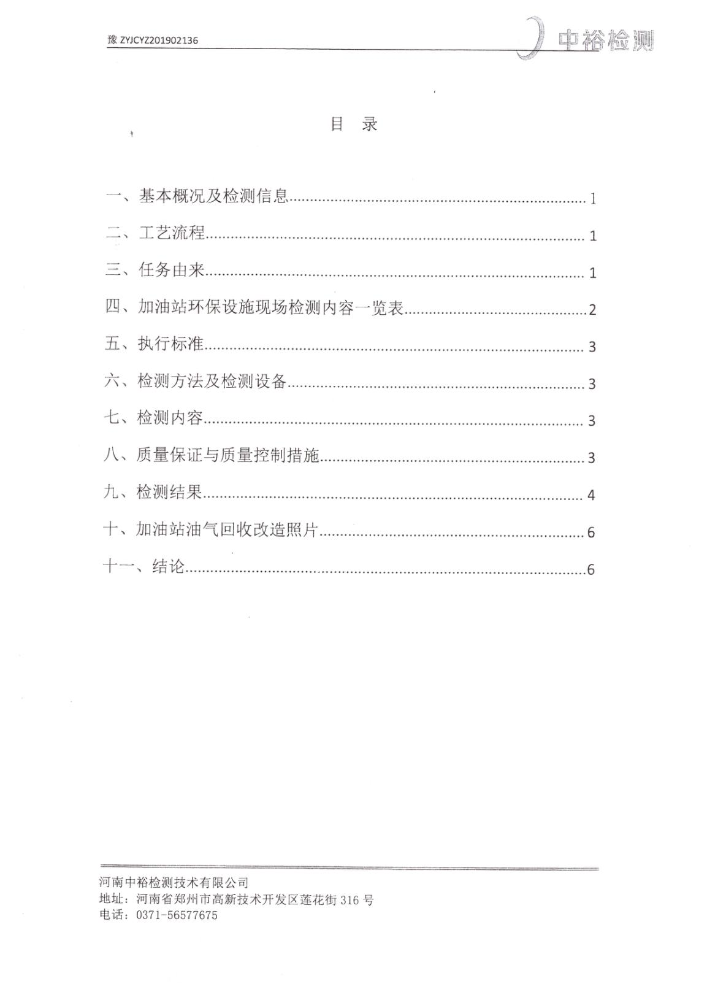 豫 ZYJCYZ201902136
中裕检测
目 录
一、基本概况及检测信息........................................................................ 1
二、工艺流程............................................................................................ 1
三、任务由来............................................................................................ 1
四、加油站环保设施现场检测内容一览表............................................2
五、执行标准............................................................................................ 3
六、检测方法及检测设备........................................................................ 3
七、检测内容............................................................................................ 3
八、质量保证与质量控制措施................................................................ 3
九、检测结果............................................................................................ 4
十、加油站油气回收改造照片................................................................ 6
十一、结论.................................................................................................6
河南中裕检测技术有限公司
地址：河南省郑州市高新技术开发区莲花街 316 号
电话：0371-56577675